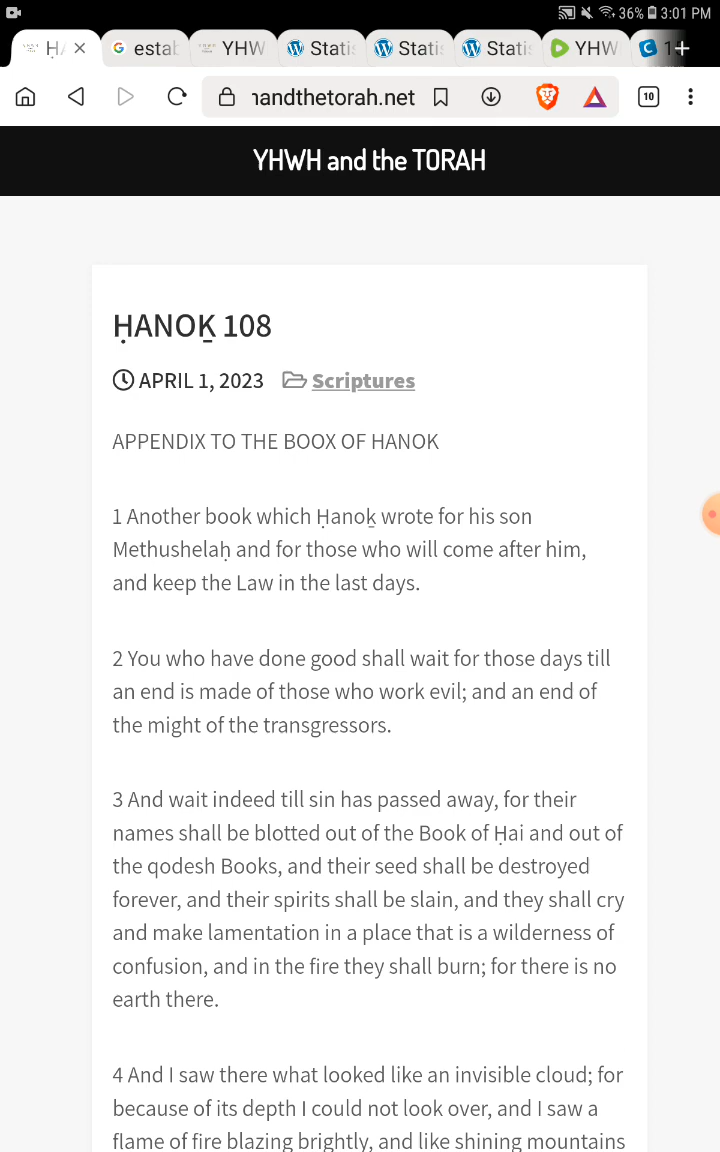 36% 3:01 PM
Ḥ estab YHW Statis Statis Statis YHW 1
handthetorah.net 10
YHWH and the TORAH
ḤANOḴ 108
APRIL 1, 2023 Scriptures
APPENDIX TO THE BOOX OF HANOK
1 Another book which Ḥanoḵ wrote for his son
Methushelaḥ and for those who will come after him,
and keep the Law in the last days.
2 You who have done good shall wait for those days till
an end is made of those who work evil; and an end of
the might of the transgressors.
3 And wait indeed till sin has passed away, for their
names shall be blotted out of the Book of Ḥai and out of
the qodesh Books, and their seed shall be destroyed
forever, and their spirits shall be slain, and they shall cry
and make lamentation in a place that is a wilderness of
confusion, and in the fire they shall burn; for there is no
earth there.
4 And I saw there what looked like an invisible cloud; for
because of its depth I could not look over, and I saw a
flame of fire blazing brightly, and like shining mountains